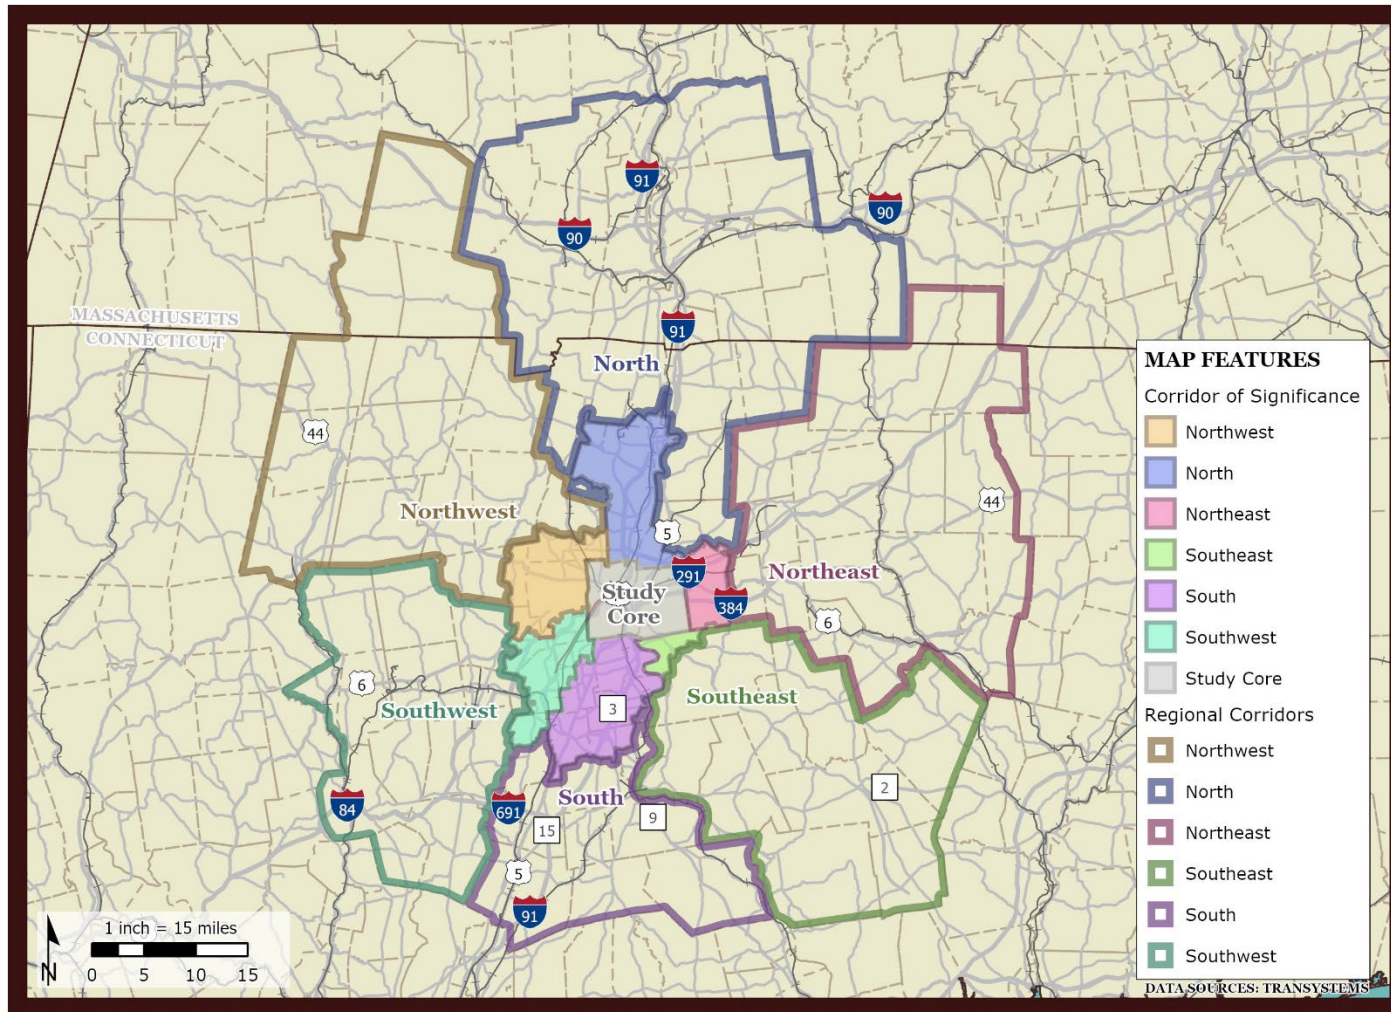 91
90
90
MASSACHUSETTS
CONNECTICUT
91
North
44
44
Northwest
5
291
Northeast
Study
Core
384
6
6
Southwest
Southeast
3
2
84
691
South
15
9
5
91
1 inch = 15 miles
0 5 10 15
N
MAP FEATURES
Corridor of Significance
Northwest
North
Northeast
Southeast
South
Southwest
Study Core
Regional Corridors
Northwest
North
Northeast
Southeast
South
Southwest
DATA SOURCES: TRANSYSTEMS